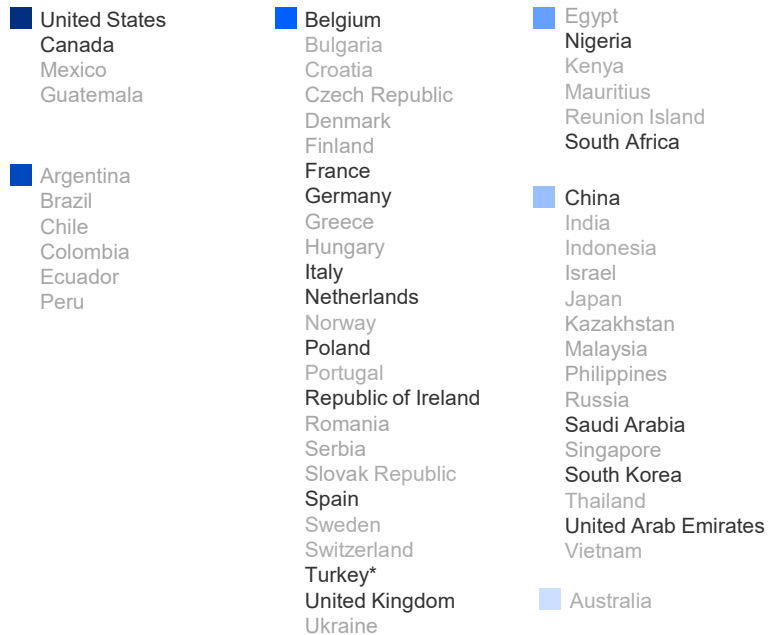 United States
Canada
Mexico
Guatemala
Argentina
Brazil
Chile
Colombia
Ecuador
Peru
Belgium
Bulgaria
Croatia
Czech Republic
Denmark
Finland
France
Germany
Greece
Hungary
Italy
Netherlands
Norway
Poland
Portugal
Republic of Ireland
Romania
Serbia
Slovak Republic
Spain
Sweden
Switzerland
Turkey*
United Kingdom
Ukraine
Egypt
Nigeria
Kenya
Mauritius
Reunion Island
South Africa
China
India
Indonesia
Israel
Japan
Kazakhstan
Malaysia
Philippines
Russia
Saudi Arabia
Singapore
South Korea
Thailand
United Arab Emirates
Vietnam
Australia